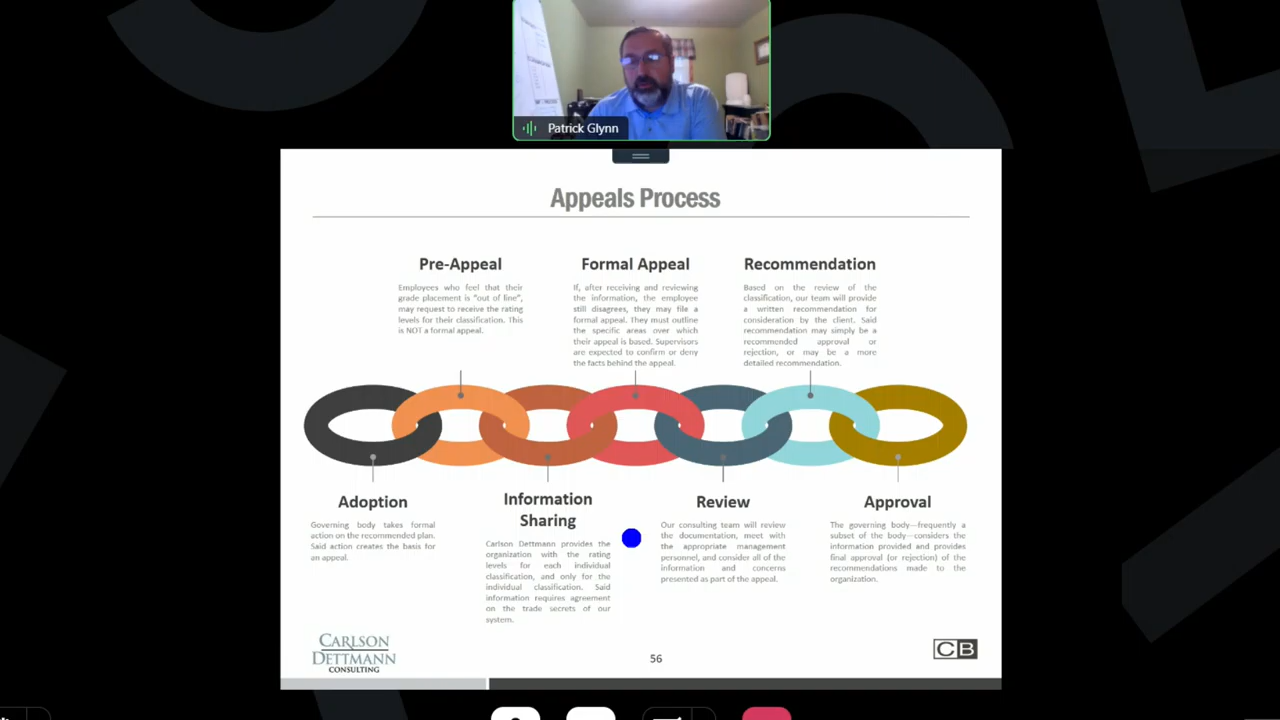 Patrick Glynn
Appeals Process
Pre-Appeal
Employees who feel that their
grade placement is "out of line",
may request to receive the rating
levels for their classification. This
is NOT a formal appeal.
Formal Appeal
If, after receiving and reviewing
the information, the employee
still disagrees, they may file a
formal appeal. They must outline
the specific areas over which
their appeal is based. Supervisors
are expected to confirm or deny
the facts behind the appeal.
Recommendation
Based on the review of the
classification, our team will provide
a written recommendation for
consideration by the client. Said
recommendation may simply be a
recommended approval or
rejection, or may be a more
detailed recommendation.
Adoption
Governing body takes formal
action on the recommended plan.
Said action creates the basis for
an appeal.
Information
Sharing
Carlson Dettmann provides the
organization with the rating
levels for each individual
classification, and only for the
individual classification. Said
information requires agreement
on the trade secrets of our
system.
Review
Our consulting team will review
the documentation, meet with
the appropriate management
personnel, and consider all of the
information and concerns
presented as part of the appeal.
Approval
The governing body—frequently a
subset of the body—considers the
information provided and provides
final approval (or rejection) of the
recommendations made to the
organization.
CARLSON
DETTMANN
CONSULTING
56
CB